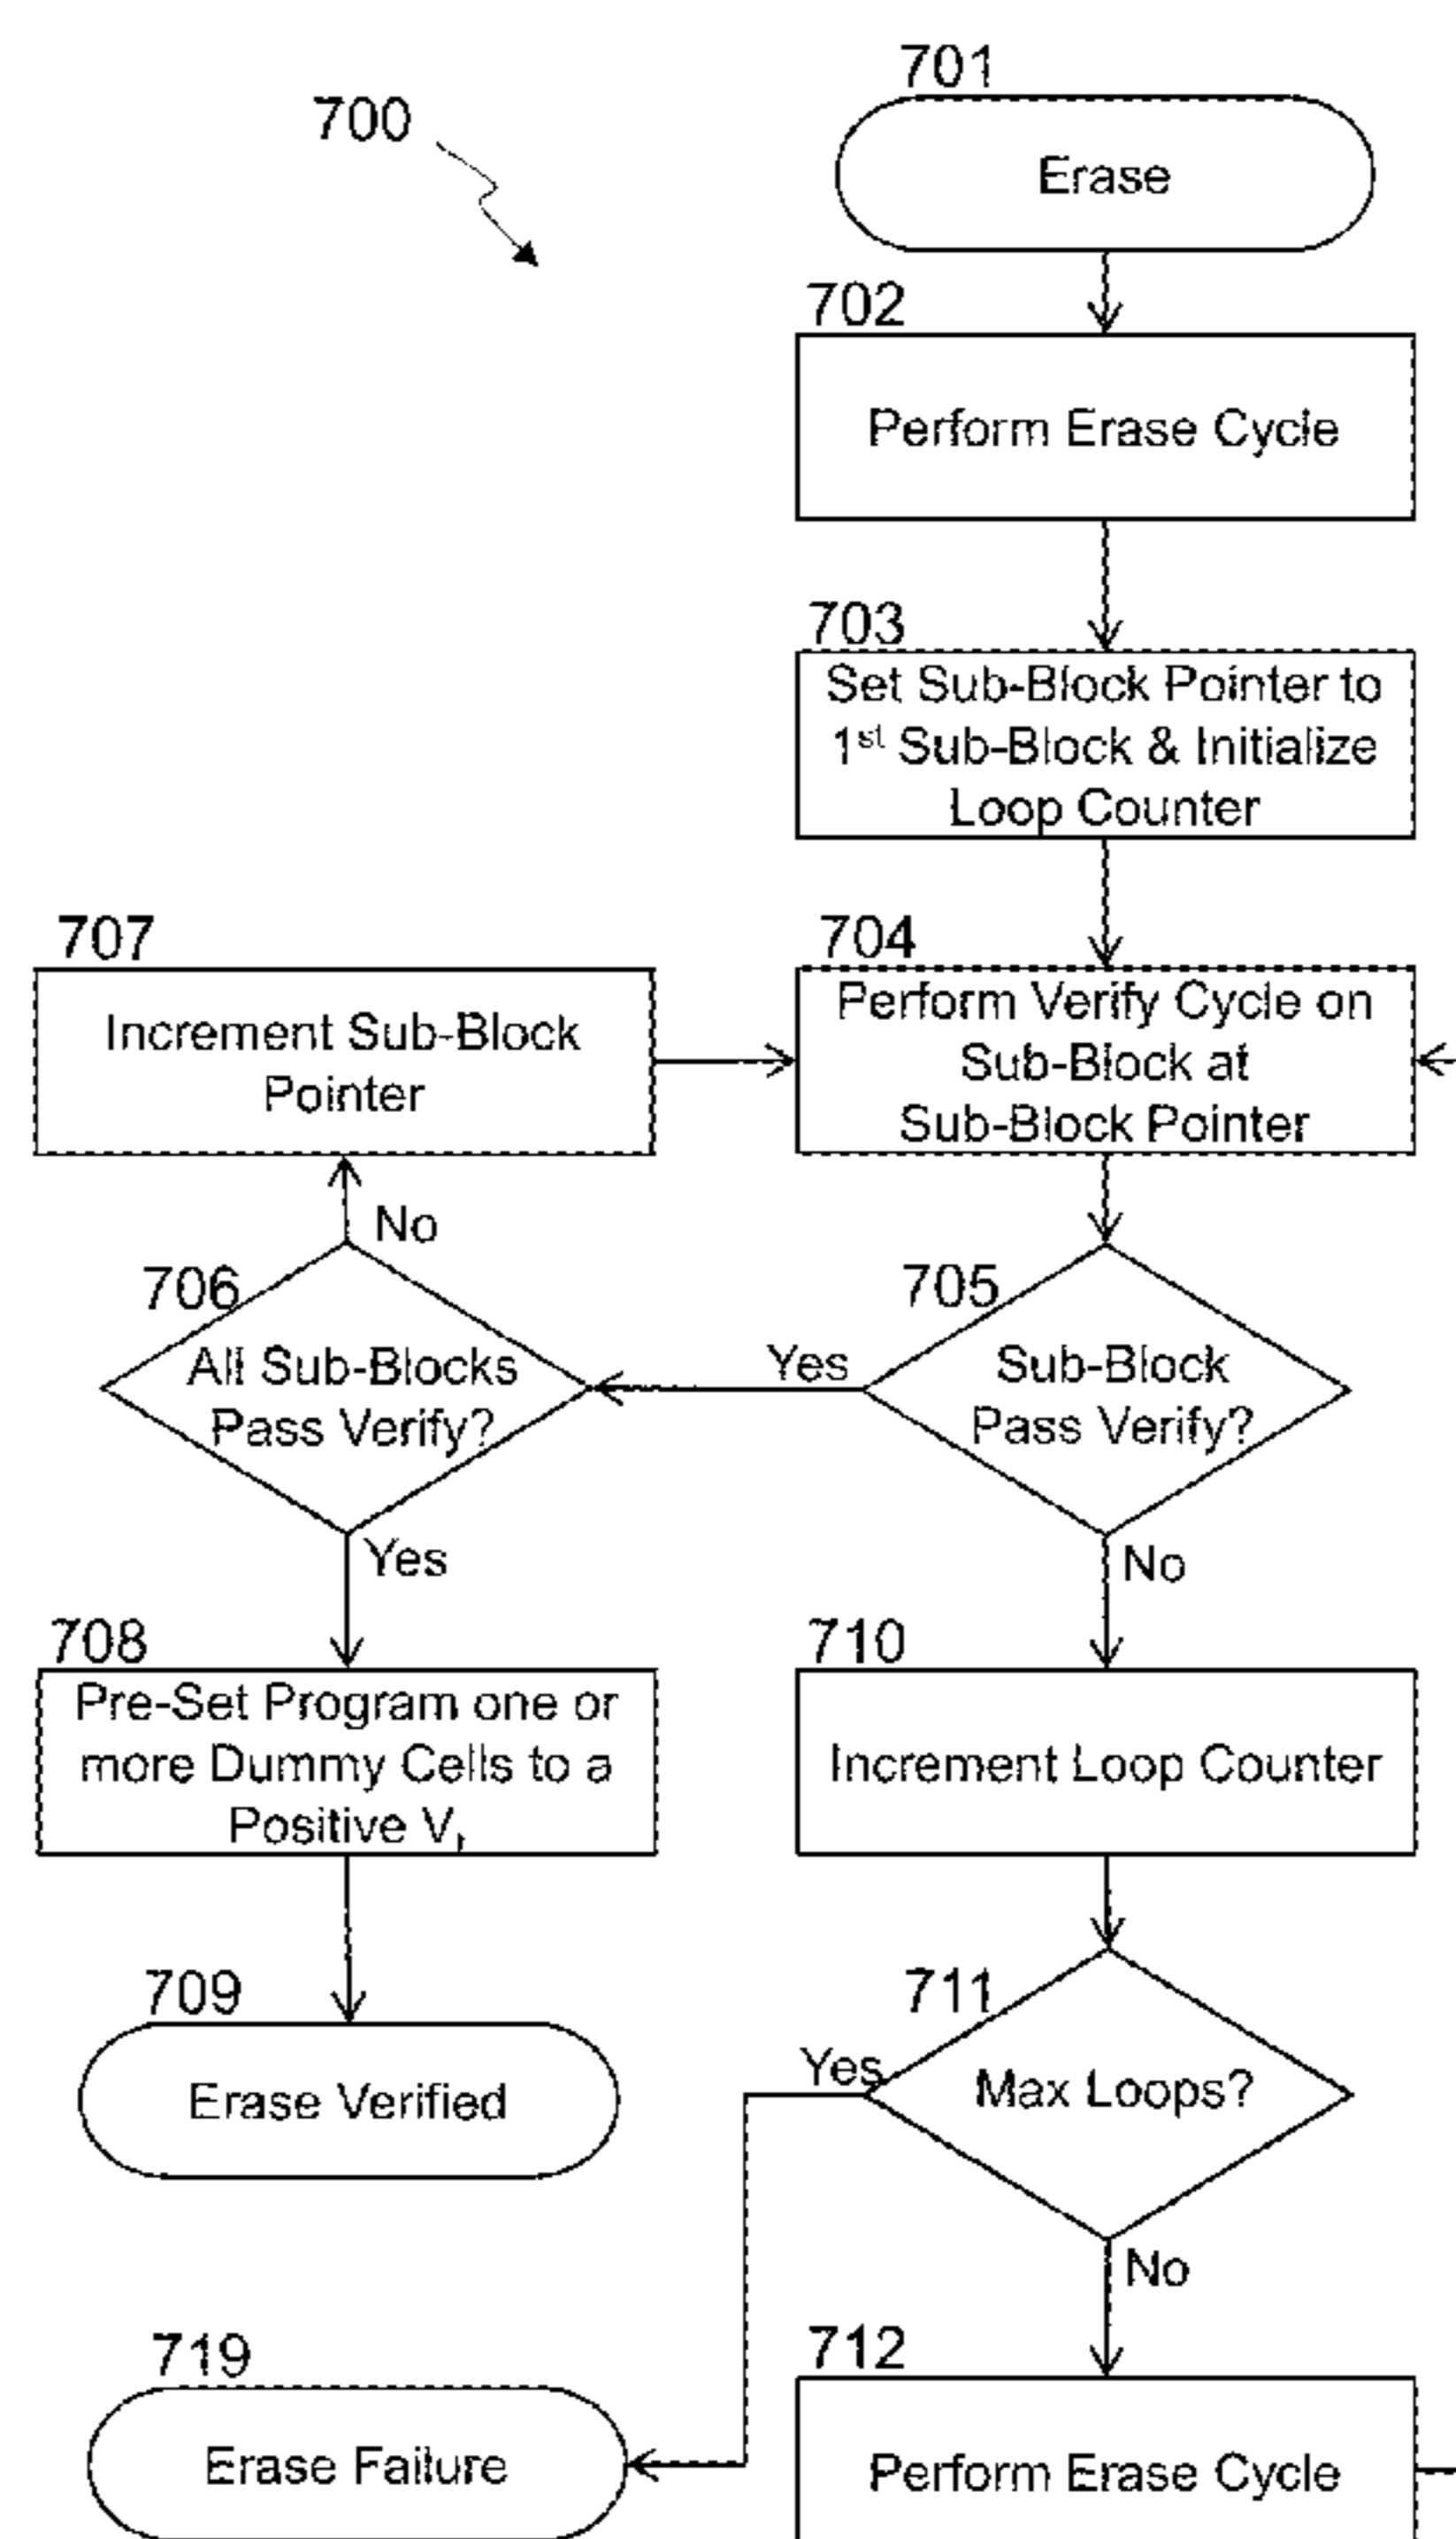 700
701
Erase
702
Perform Erase Cycle
703
Set Sub-Block Pointer to
1st Sub-Block & Initialize
Loop Counter
707
Increment Sub-Block
Pointer
704
Perform Verify Cycle on
Sub-Block at
Sub-Block Pointer
No
706
All Sub-Blocks
Pass Verify?
Yes
705
Sub-Block
Pass Verify?
Yes
No
708
Pre-Set Program one or
more Dummy Cells to a
Positive Vt
710
Increment Loop Counter
709
Erase Verified
711
Yes
Max Loops?
No
719
Erase Failure
712
Perform Erase Cycle